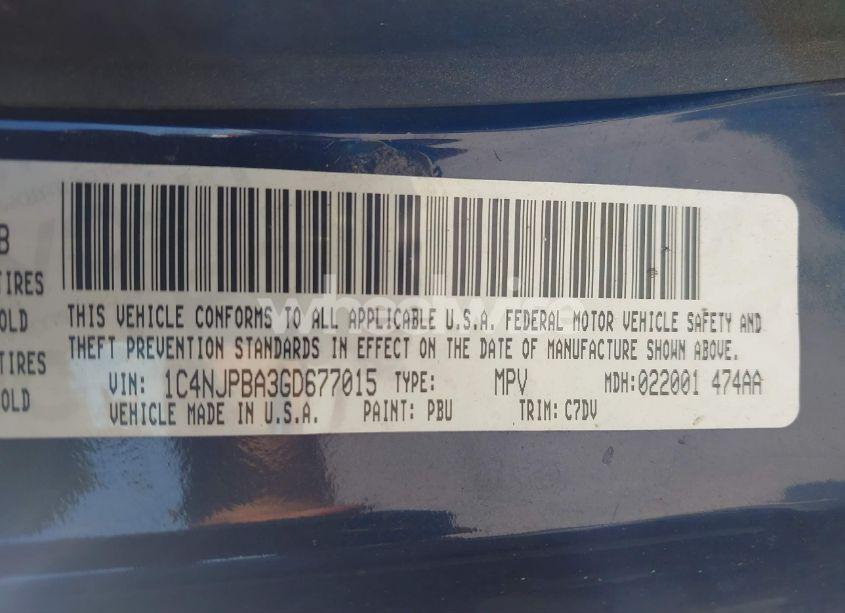 B
TIRES
OLD
TIRES
OLD
THIS VEHICLE CONFORMS TO ALL APPLICABLE U.S.A. FEDERAL MOTOR VEHICLE SAFETY AND
THEFT PREVENTION STANDARDS IN EFFECT ON THE DATE OF MANUFACTURE SHOWN ABOVE.
VIN: 1C4NJPBA3GD677015 TYPE: MPV MDH:022001 474AA
VEHICLE MADE IN U.S.A. PAINT: PBU TRIM: C7DV